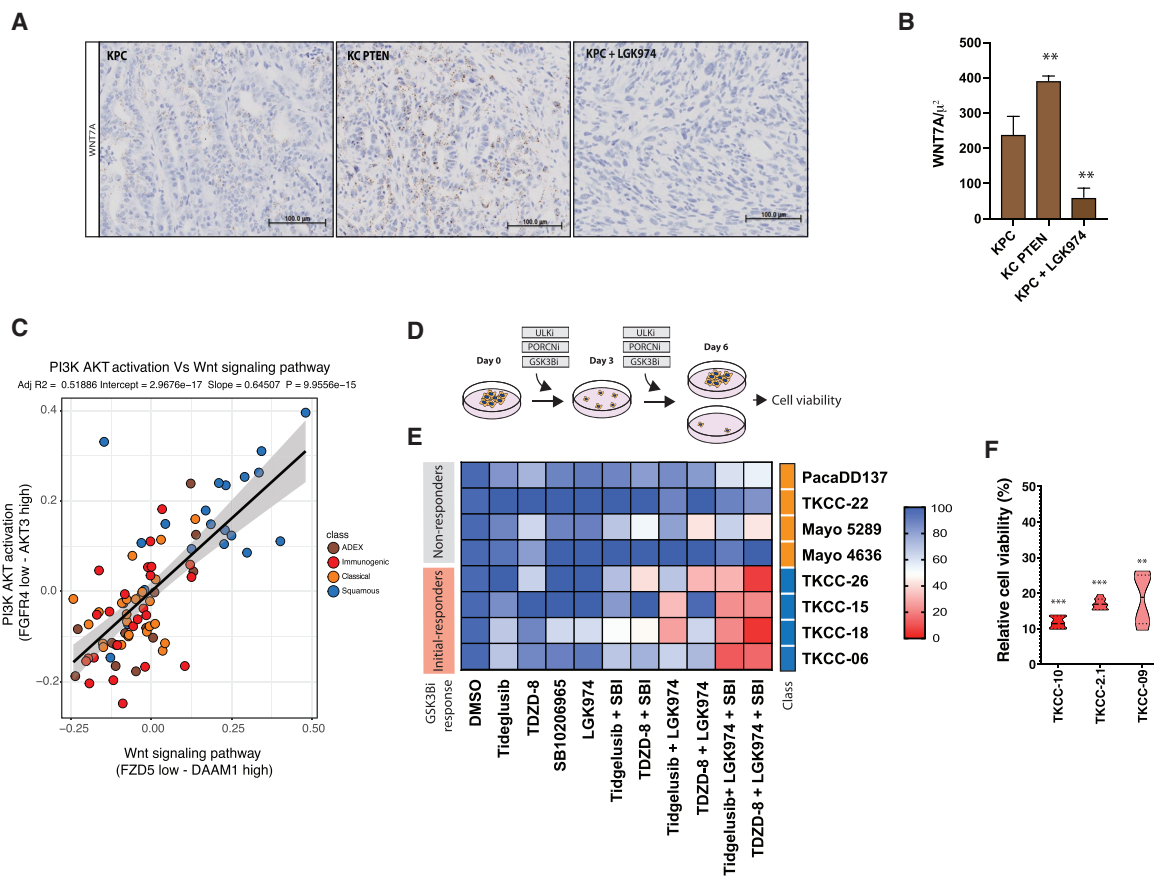 A
WNT7A
KPC
100.0 µm
KC PTEN
100.0 µm
KPC + LGK974
100.0 µm
B
WNT7A/µ²
500
400
300
200
100
0
**
**
KPC
KC PTEN
KPC + LGK974
C
PI3K AKT activation Vs Wnt signaling pathway
Adj R2 = 0.51886 Intercept = 2.9676e−17 Slope = 0.64507 P = 9.9556e−15
PI3K AKT activation
(FGFR4 low - AKT3 high)
0.4
0.2
0.0
−0.2
−0.25
0.00
0.25
0.50
Wnt signaling pathway
(FZD5 low - DAAM1 high)
class
ADEX
Immunogenic
Classical
Squamous
D
Day 0
ULKi
PORCNi
GSK3Bi
Day 3
ULKi
PORCNi
GSK3Bi
Day 6
Cell viability
E
Non-responders
Initial-responders
GSK3Bi
response
PacaDD137
TKCC-22
Mayo 5289
Mayo 4636
TKCC-26
TKCC-15
TKCC-18
TKCC-06
Class
DMSO
Tideglusib
TDZD-8
SB10206965
LGK974
Tidgelusib + SBI
TDZD-8 + SBI
Tidgelusib + LGK974
TDZD-8 + LGK974
Tidgelusib+ LGK974 + SBI
TDZD-8 + LGK974 + SBI
100
80
60
40
20
0
F
Relative cell viability (%)
50
40
30
20
10
0
***
***
**
TKCC-10
TKCC-2.1
TKCC-09